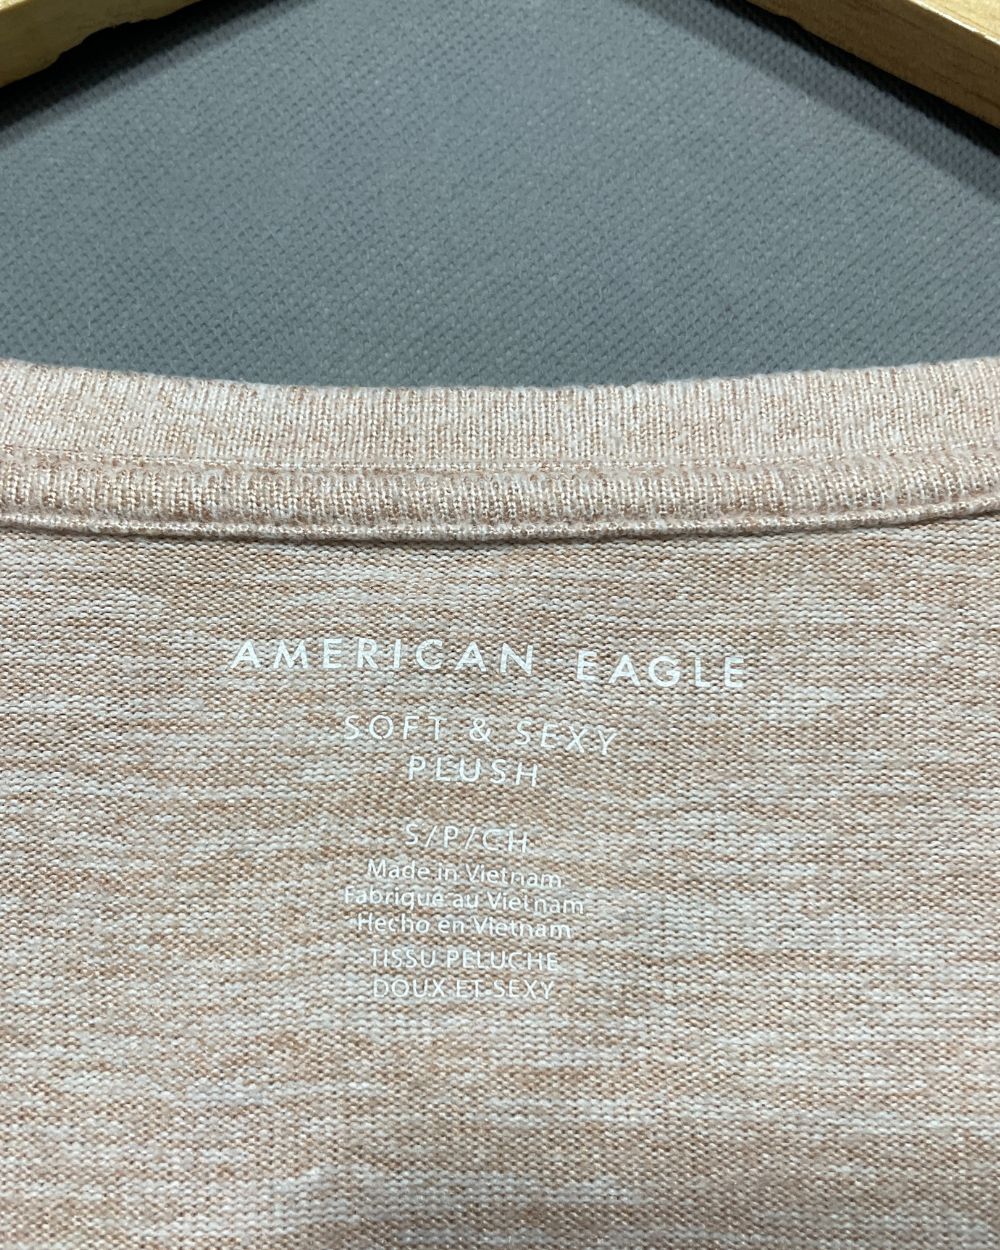 AMERICAN EAGLE
SOFT & SEXY
PLUSH
S/P/CH
Made in Vietnam
Fabriqué au Vietnam
Hecho en Vietnam
TISSU PELUCHE
DOUX ET SEXY